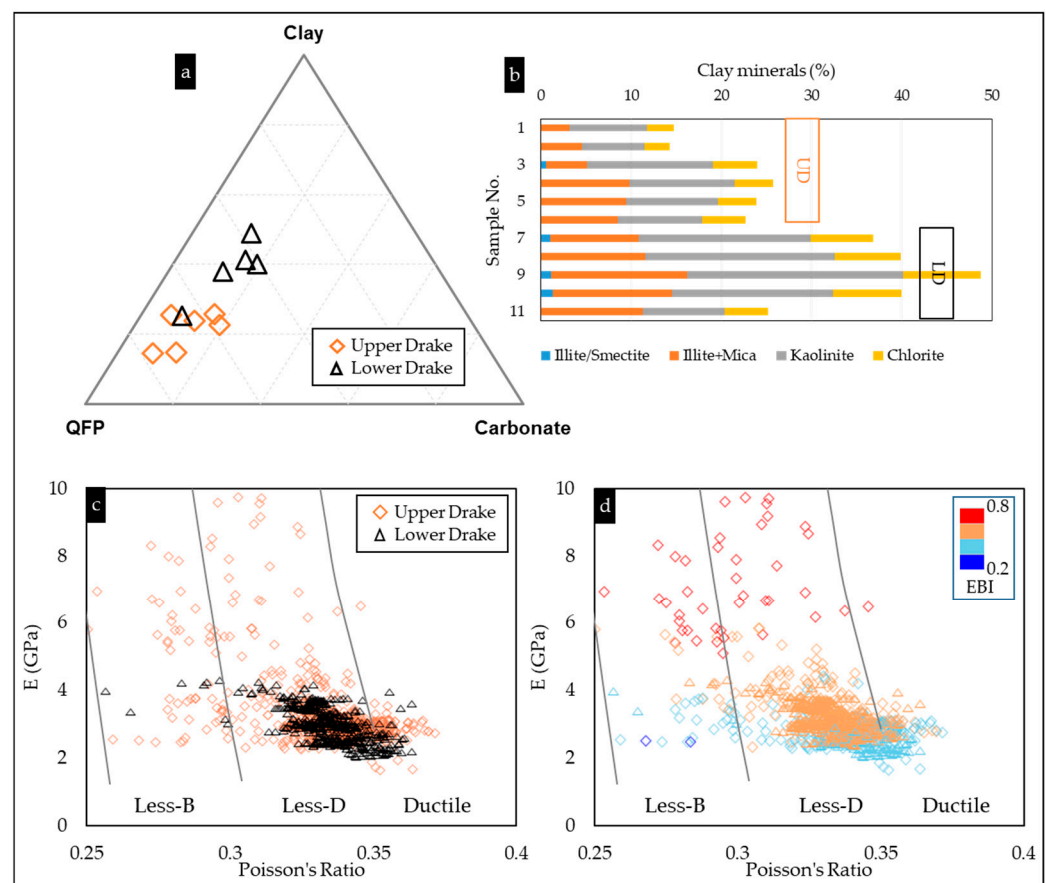 Clay
a
QFP
Carbonate
Upper Drake
Lower Drake
b
Clay minerals (%)
0 10 20 30 40 50
Sample No.
1
3
5
7
9
11
UD
LD
Illite/Smectite Illite+Mica Kaolinite Chlorite
c
E (GPa)
10
8
6
4
2
0
Upper Drake
Lower Drake
Less-B Less-D Ductile
0.25 0.3 0.35 0.4
Poisson's Ratio
d
E (GPa)
10
8
6
4
2
0
0.8
0.2
EBI
Less-B Less-D Ductile
0.25 0.3 0.35 0.4
Poisson's Ratio